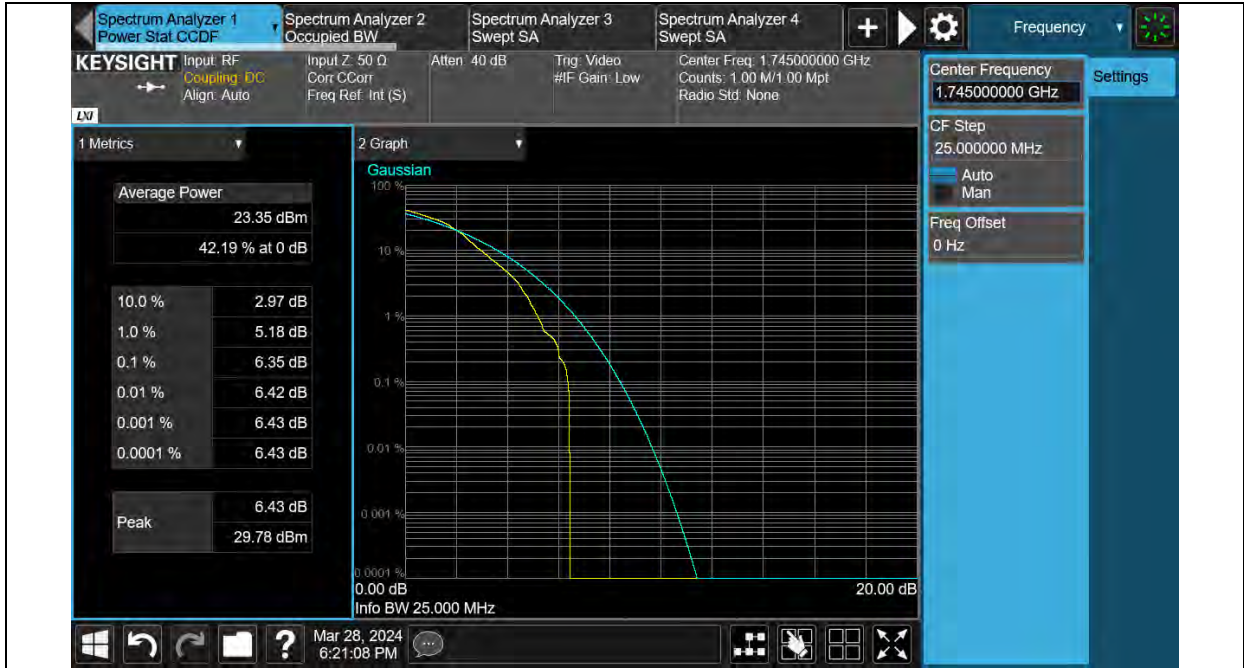 Spectrum Analyzer 1
Power Stat CCDF
Spectrum Analyzer 2
Occupied BW
Spectrum Analyzer 3
Swept SA
Spectrum Analyzer 4
Swept SA
+
Frequency
KEYSIGHT
Input: RF
Coupling: DC
Align: Auto
Input Z: 50 Ω
Corr CCorr
Freq Ref: Int (S)
Atten: 40 dB
Trig: Video
#IF Gain: Low
Center Freq: 1.745000000 GHz
Counts: 1.00 M/1.00 Mpt
Radio Std: None
LXI
Center Frequency
1.745000000 GHz
Settings
CF Step
25.000000 MHz
Auto
Man
Freq Offset
0 Hz
1 Metrics
Average Power
23.35 dBm
42.19 % at 0 dB
10.0 % 2.97 dB
1.0 % 5.18 dB
0.1 % 6.35 dB
0.01 % 6.42 dB
0.001 % 6.43 dB
0.0001 % 6.43 dB
Peak
6.43 dB
29.78 dBm
2 Graph
Gaussian
100 %
10 %
1 %
0.1 %
0.01 %
0.001 %
0.0001 %
0.00 dB
20.00 dB
Info BW 25.000 MHz
?
Mar 28, 2024
6:21:08 PM